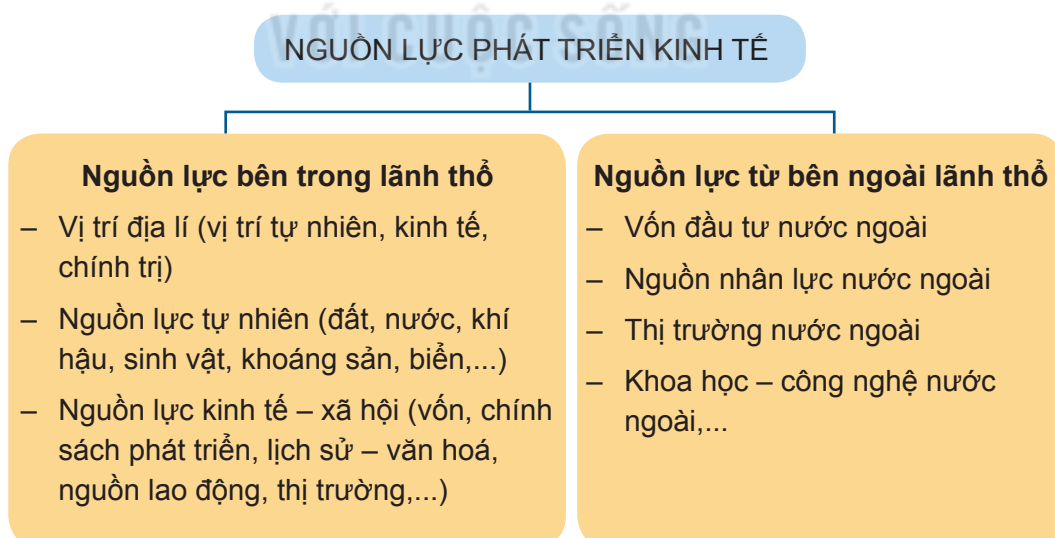 VỚI CUỘC SỐNG
NGUỒN LỰC PHÁT TRIỂN KINH TẾ
Nguồn lực bên trong lãnh thổ
– Vị trí địa lí (vị trí tự nhiên, kinh tế,
chính trị)
– Nguồn lực tự nhiên (đất, nước, khí
hậu, sinh vật, khoáng sản, biển,...)
– Nguồn lực kinh tế – xã hội (vốn, chính
sách phát triển, lịch sử – văn hoá,
nguồn lao động, thị trường,...)
Nguồn lực từ bên ngoài lãnh thổ
– Vốn đầu tư nước ngoài
– Nguồn nhân lực nước ngoài
– Thị trường nước ngoài
– Khoa học – công nghệ nước
ngoài,...